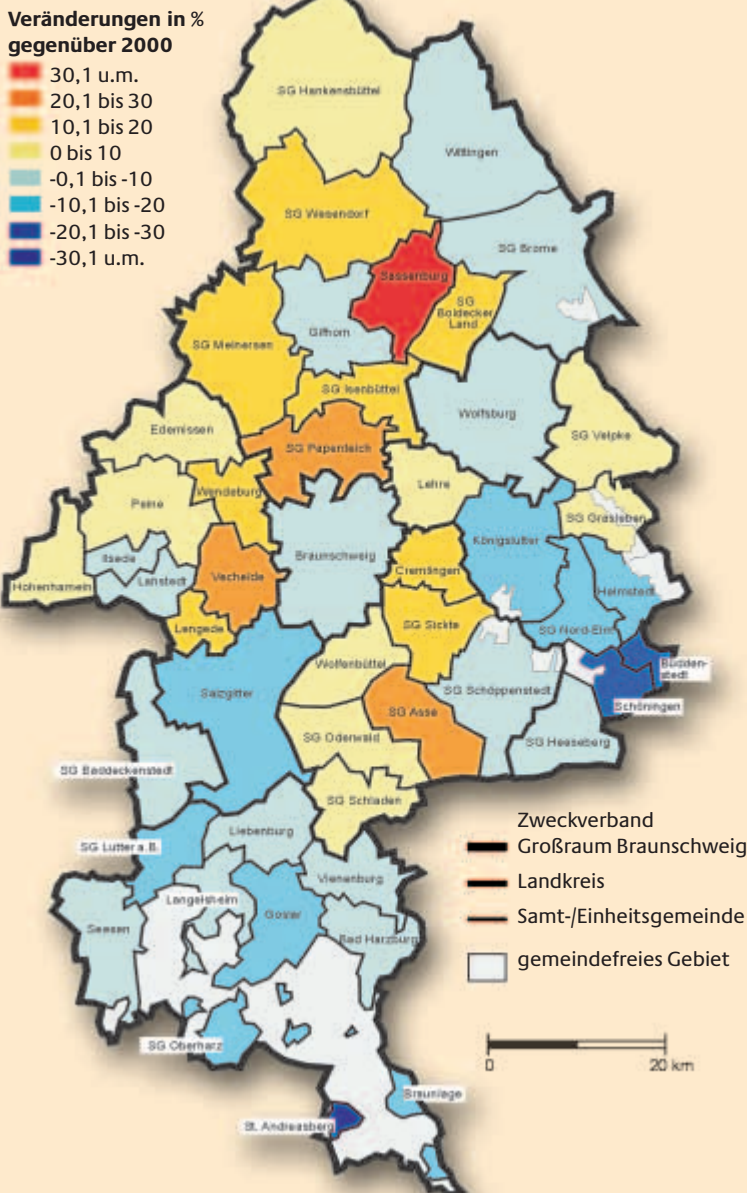 Veränderungen in %
gegenüber 2000
30,1 u.m.
20,1 bis 30
10,1 bis 20
0 bis 10
-0,1 bis -10
-10,1 bis -20
-20,1 bis -30
-30,1 u.m.
SG Hankensbüttel
Wittingen
SG Wesendorf
SG Brome
Sassenburg
SG
Boldecker
Land
Gifhorn
SG Meinersen
SG Isenbüttel
Wolfsburg
Edemissen
SG Papenteich
SG Velpke
Lehre
Wendeburg
Peine
SG Grasleben
Königslutter
Braunschweig
Ilsede
Lahstedt
Vechelde
Cremlingen
Helmstedt
Hohenhameln
Lengede
SG Sickte
SG Nord-Elm
Wolfenbüttel
Büdden-
stedt
Salzgitter
SG Schöppenstedt
Schöningen
SG Asse
SG Oderwald
SG Heeseberg
SG Baddeckenstedt
SG Schladen
Zweckverband
Großraum Braunschweig
Landkreis
Samt-/Einheitsgemeinde
gemeindefreies Gebiet
Liebenburg
SG Lutter a.B.
Vienenburg
Langelsheim
Goslar
Seesen
Bad Harzburg
SG Oberharz
0 20 km
Braunlage
St. Andreasberg